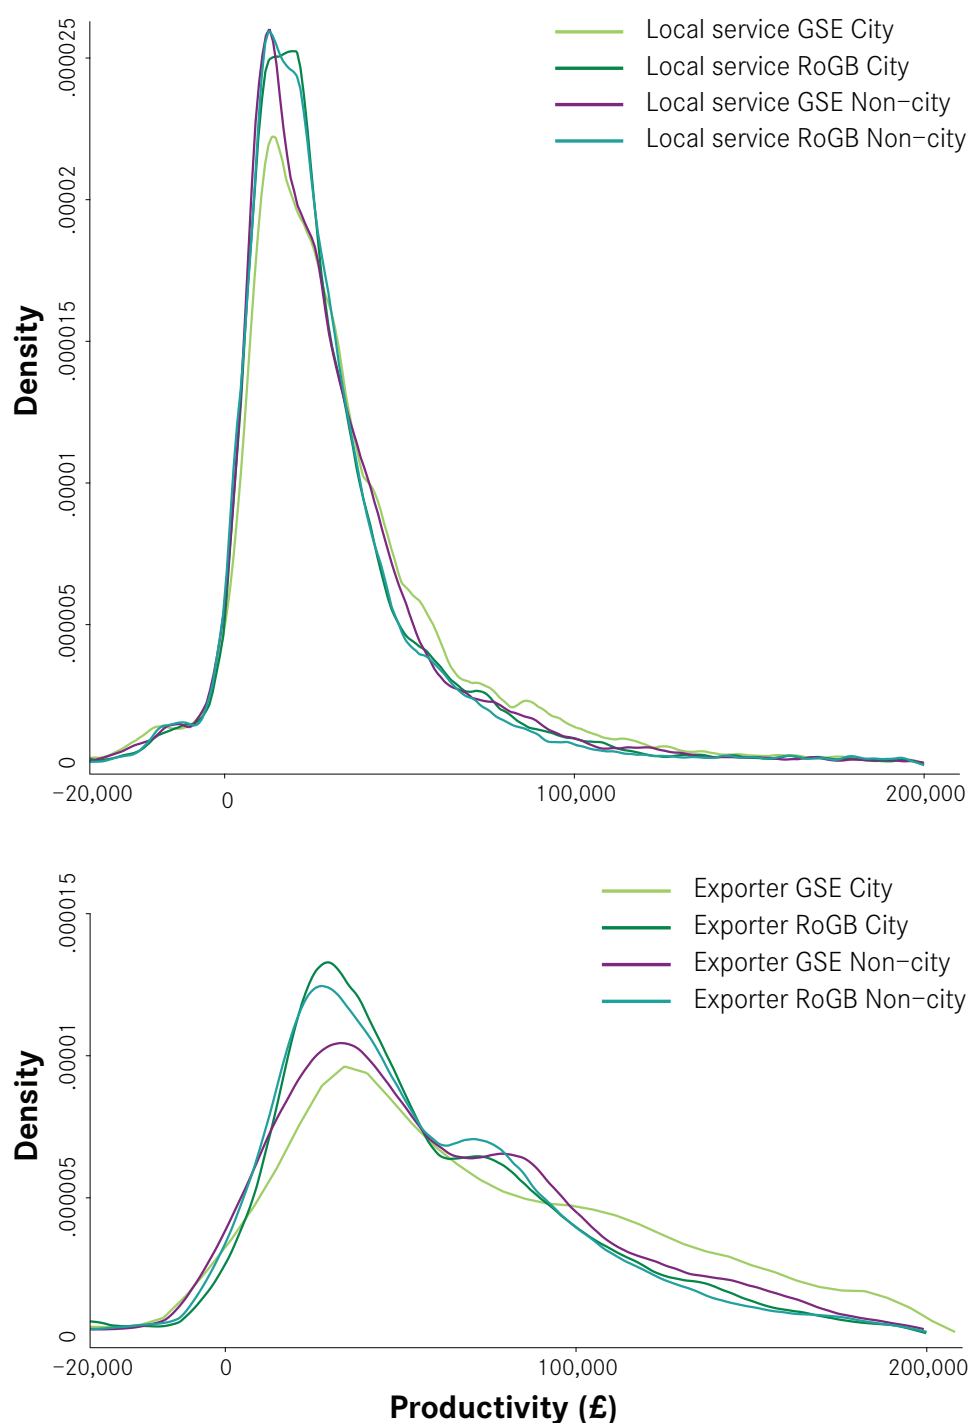 Local service GSE City
Local service RoGB City
Local service GSE Non-city
Local service RoGB Non-city
Density
.000025
.00002
.000015
.00001
.000005
0
-20,000
0
100,000
200,000
Exporter GSE City
Exporter RoGB City
Exporter GSE Non-city
Exporter RoGB Non-city
Density
.000015
.00001
.000005
0
-20,000
0
100,000
200,000
Productivity (£)